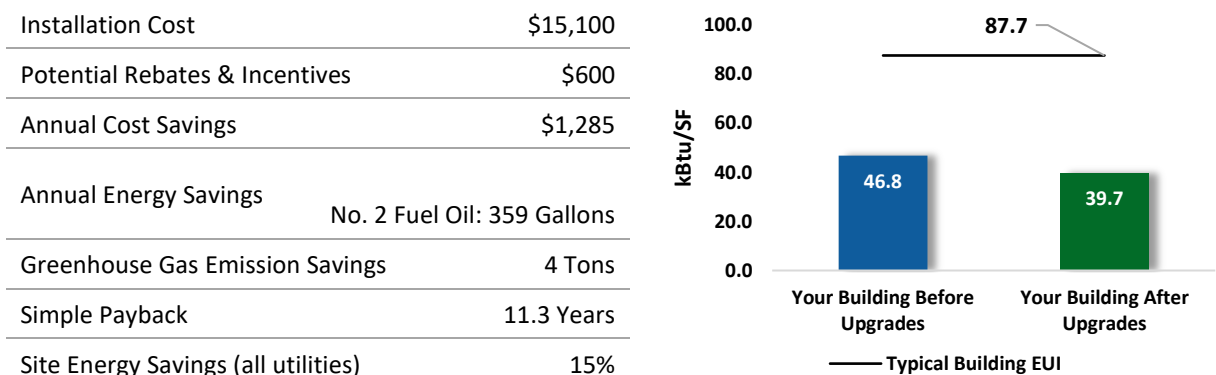 Installation Cost $15,100
Potential Rebates & Incentives $600
Annual Cost Savings $1,285
Annual Energy Savings
No. 2 Fuel Oil: 359 Gallons
Greenhouse Gas Emission Savings 4 Tons
Simple Payback 11.3 Years
Site Energy Savings (all utilities) 15%
100.0
80.0
60.0
40.0
20.0
0.0
kBtu/SF
87.7
46.8
39.7
Your Building Before
Upgrades
Your Building After
Upgrades
Typical Building EUI